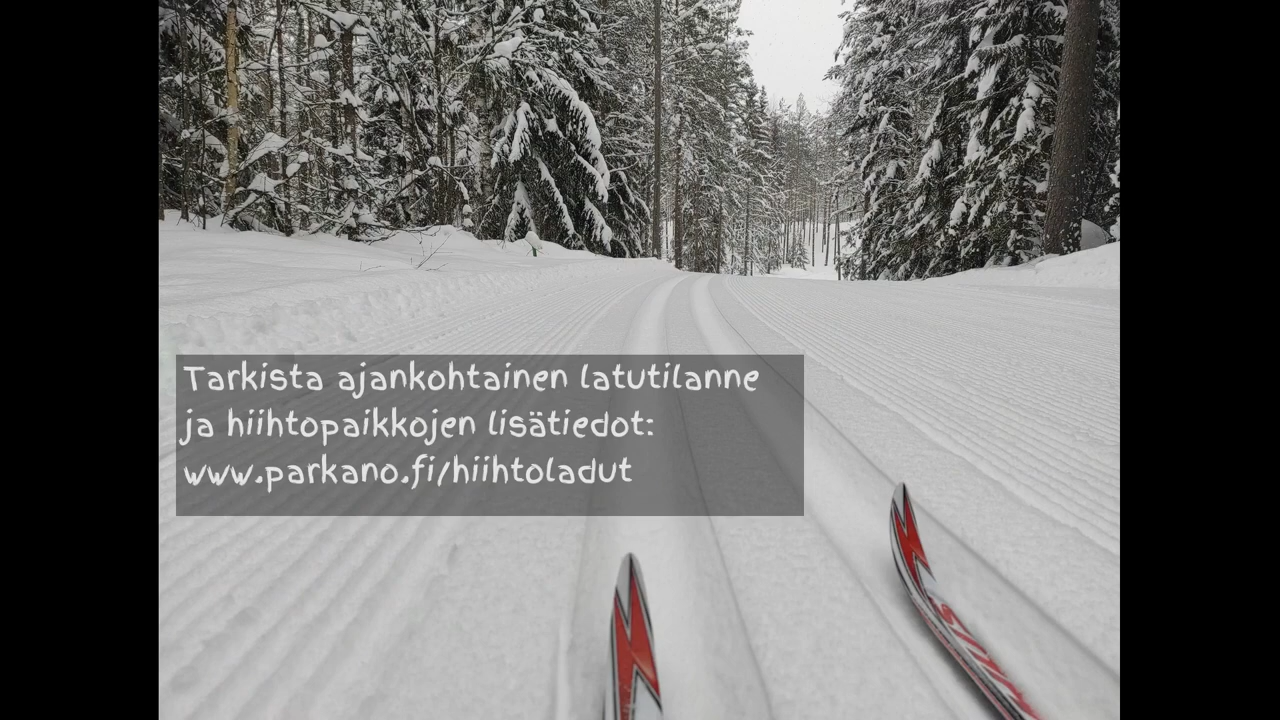 Tarkista ajankohtainen latutilanne
ja hiihtopaikkojen lisätiedot:
www.parkano.fi/hiihtoladut